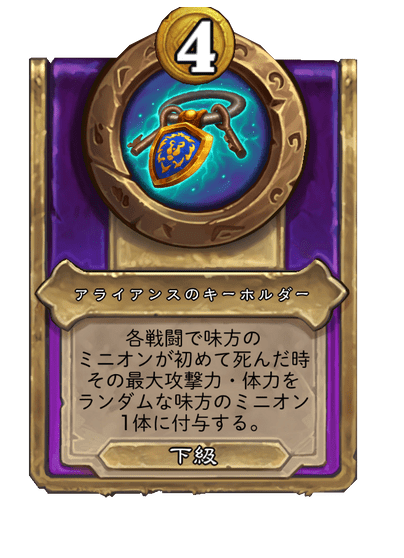 4
アライアンスのキーホルダー
各戦闘で味方の
ミニオンが初めて死んだ時
その最大攻撃力・体力を
ランダムな味方のミニオン
1体に付与する。
下級